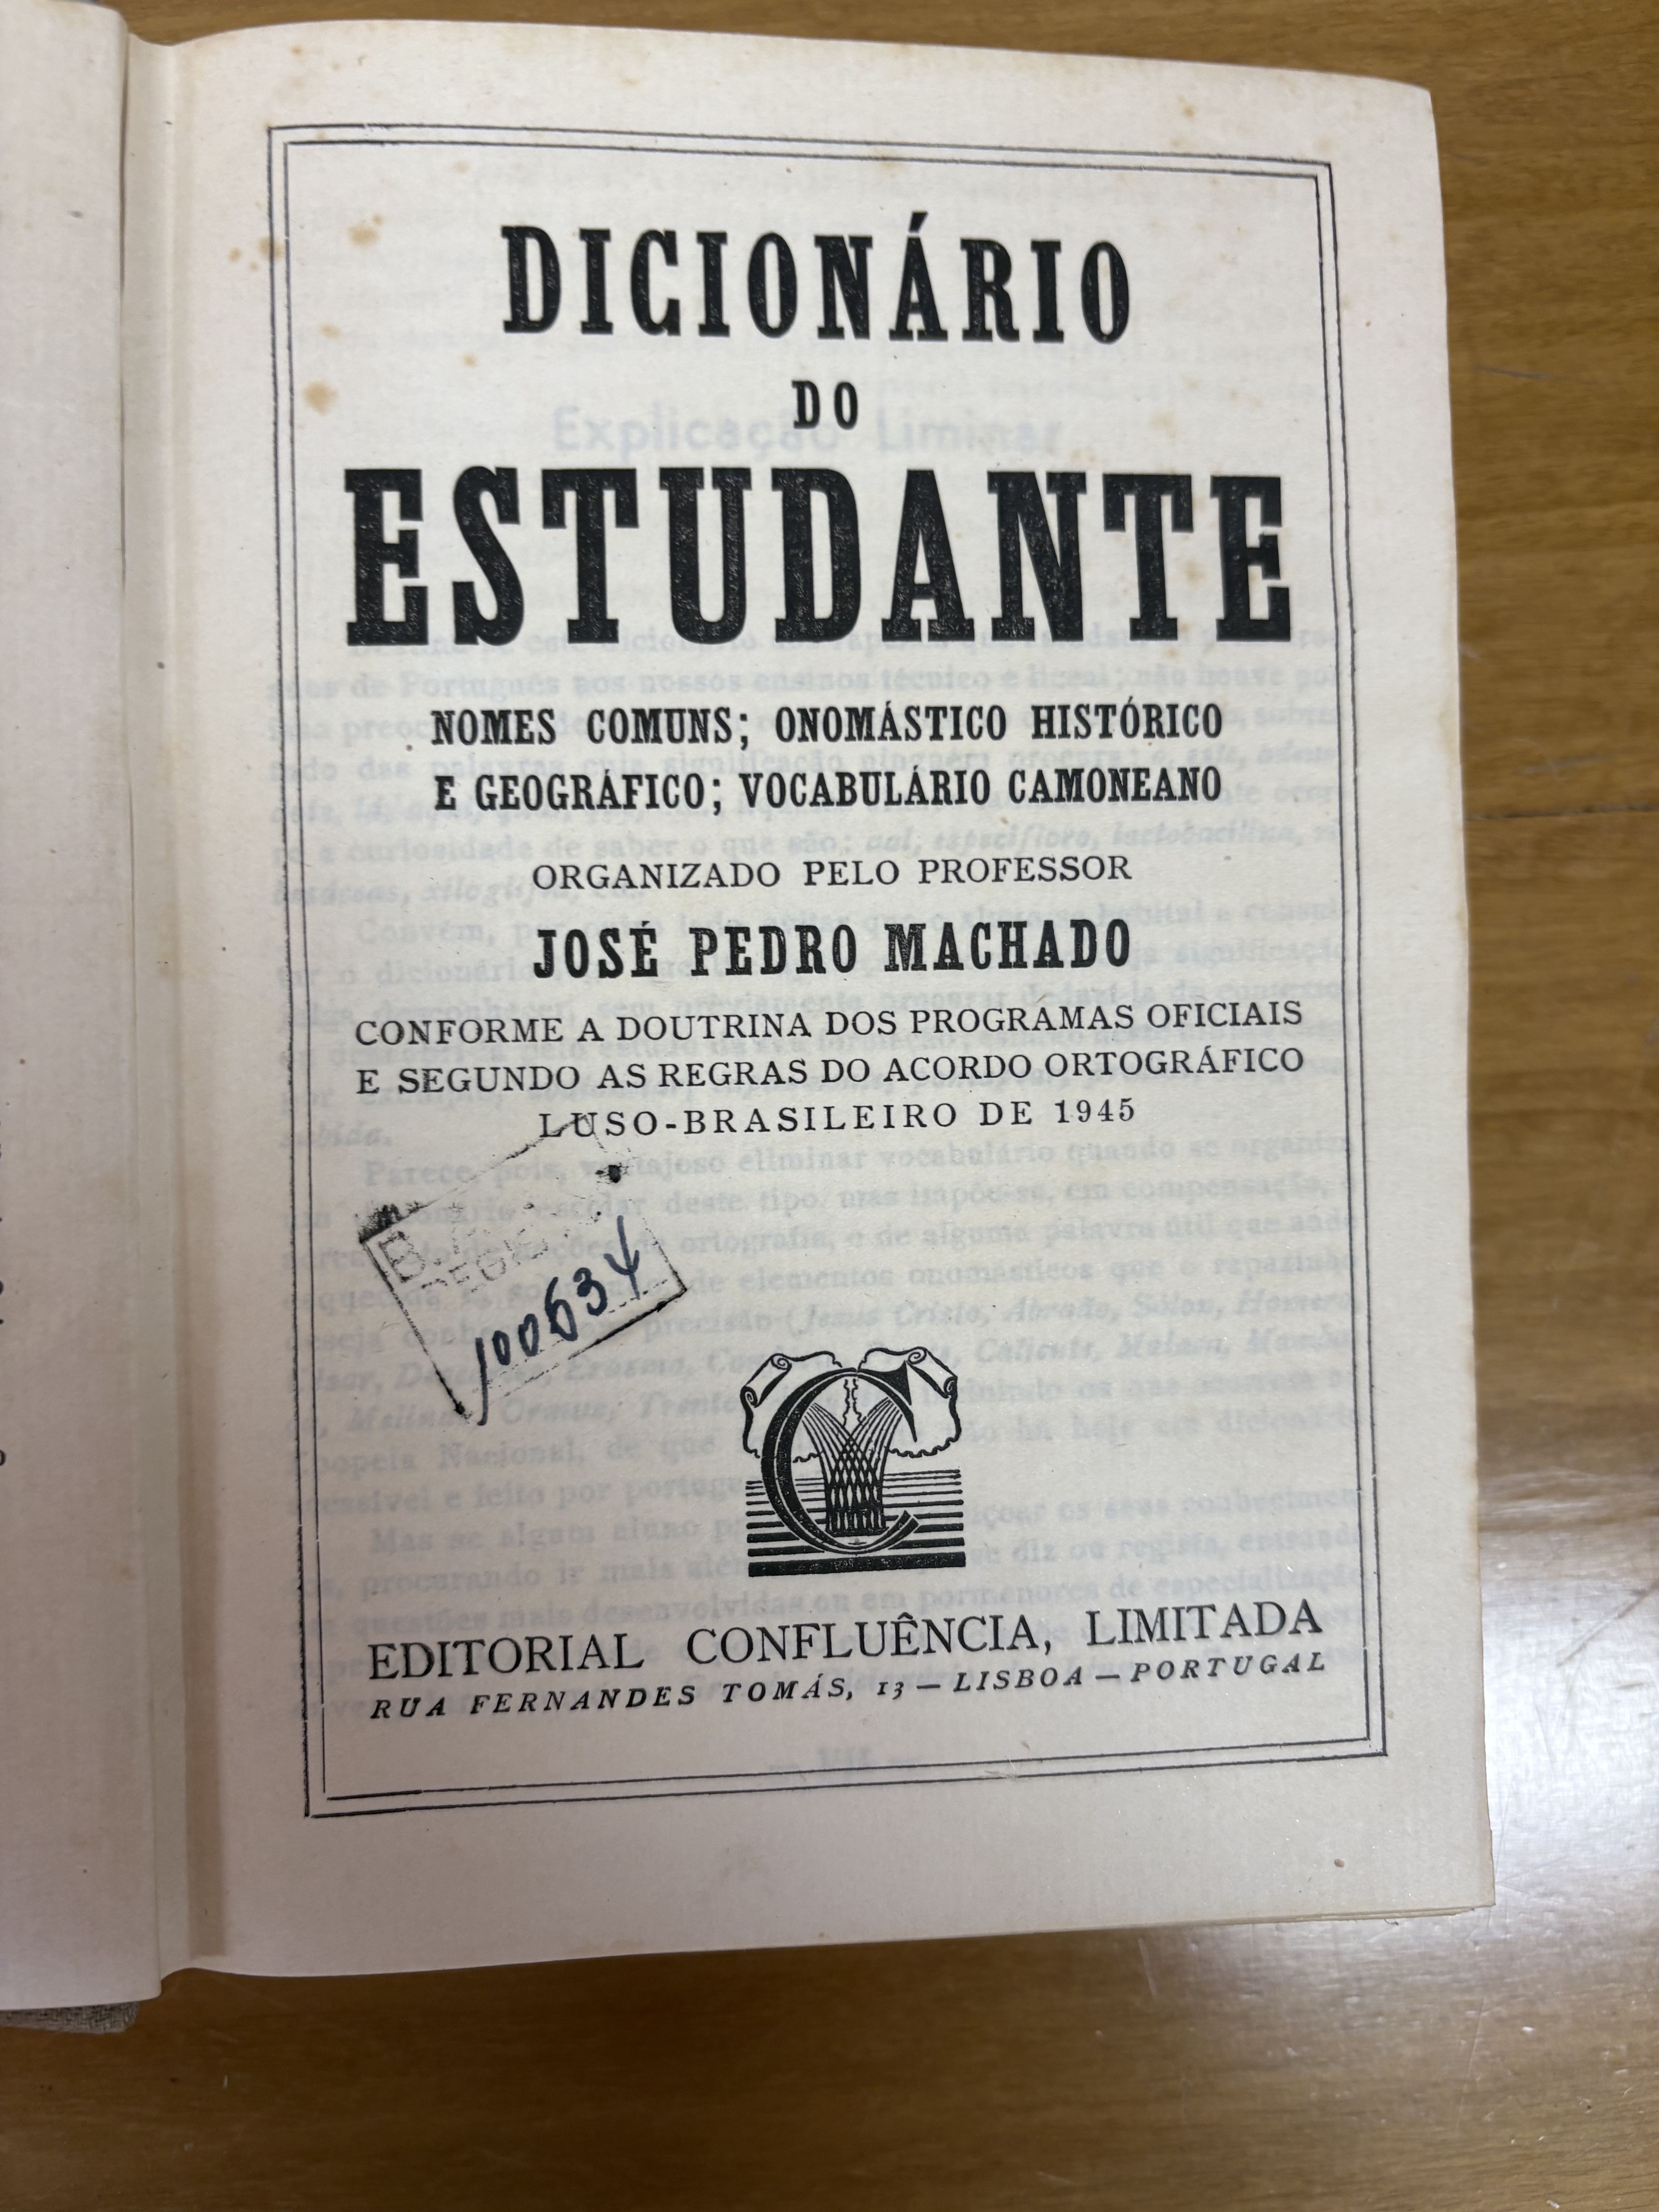 DICIONÁRIO
DO
ESTUDANTE
NOMES COMUNS; ONOMÁSTICO HISTÓRICO
E GEOGRÁFICO; VOCABULÁRIO CAMONEANO
ORGANIZADO PELO PROFESSOR
JOSÉ PEDRO MACHADO
CONFORME A DOUTRINA DOS PROGRAMAS OFICIAIS
E SEGUNDO AS REGRAS DO ACORDO ORTOGRÁFICO
LUSO-BRASILEIRO DE 1945
100634
EDITORIAL CONFLUÊNCIA, LIMITADA
RUA FERNANDES TOMÁS, 13 — LISBOA — PORTUGAL